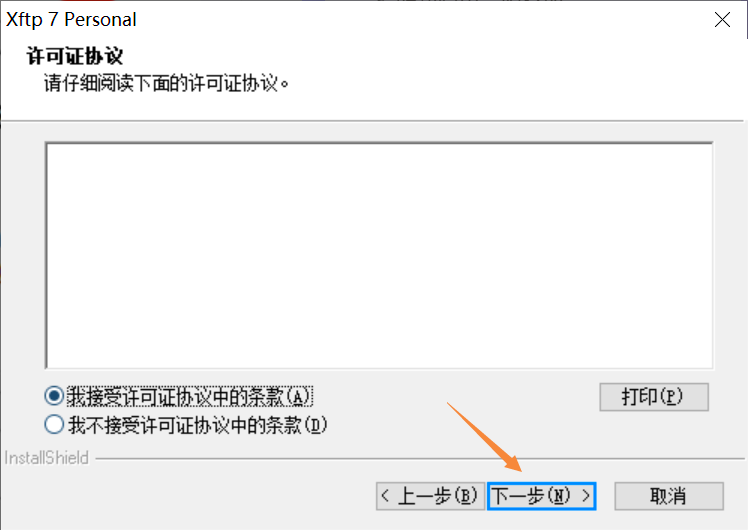 Xftp 7 Personal
许可证协议
请仔细阅读下面的许可证协议。
我接受许可证协议中的条款(A)
打印(P)
我不接受许可证协议中的条款(D)
InstallShield
< 上一步(B)
下一步(N) >
取消